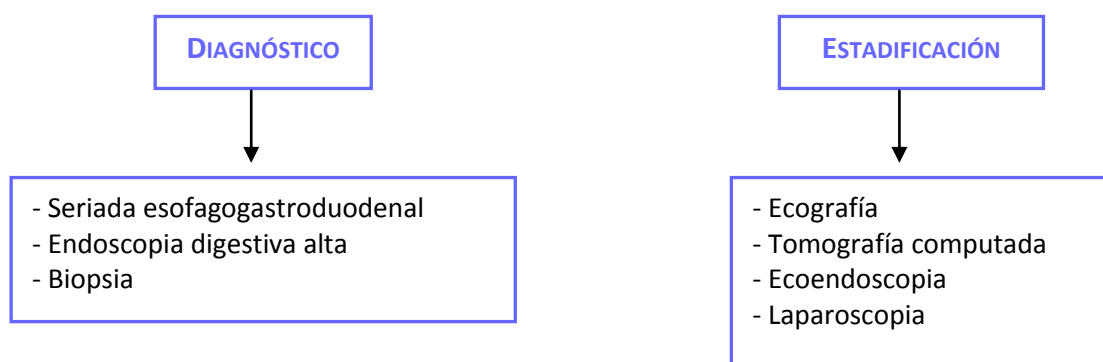 DIAGNÓSTICO
- Seriada esofagogastroduodenal
- Endoscopia digestiva alta
- Biopsia
ESTADIFICACIÓN
- Ecografía
- Tomografía computada
- Ecoendoscopia
- Laparoscopia